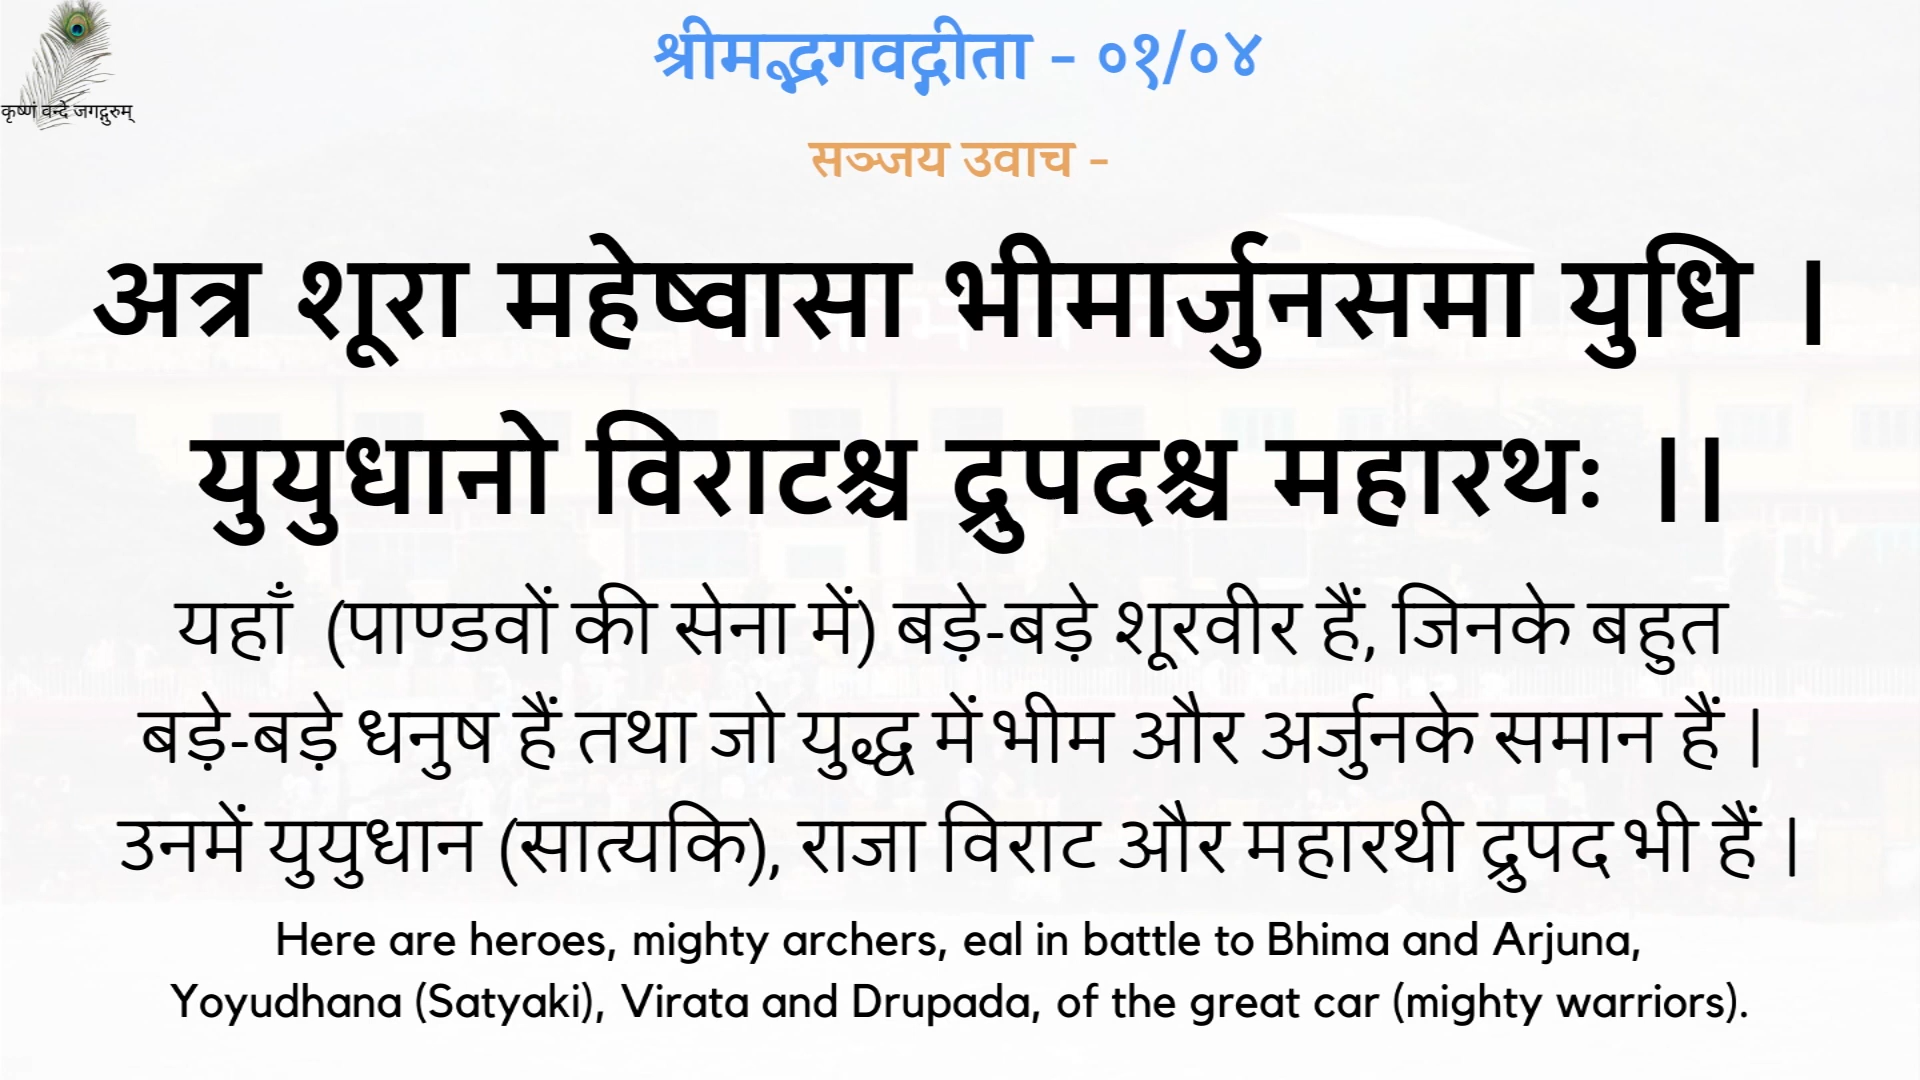 श्रीमद्भगवद्गीता - ०१/०४
कृष्णं वन्दे जगद्गुरुम्
सञ्जय उवाच -
अत्र शूरा महेष्वासा भीमार्जुनसमा युधि ।
युयुधानो विराटश्च द्रुपदश्च महारथः ।।
यहाँ (पाण्डवों की सेना में) बड़े-बड़े शूरवीर हैं, जिनके बहुत
बड़े-बड़े धनुष हैं तथा जो युद्ध में भीम और अर्जुनके समान हैं ।
उनमें युयुधान (सात्यकि), राजा विराट और महारथी द्रुपद भी हैं ।
Here are heroes, mighty archers, eal in battle to Bhima and Arjuna,
Yoyudhana (Satyaki), Virata and Drupada, of the great car (mighty warriors).